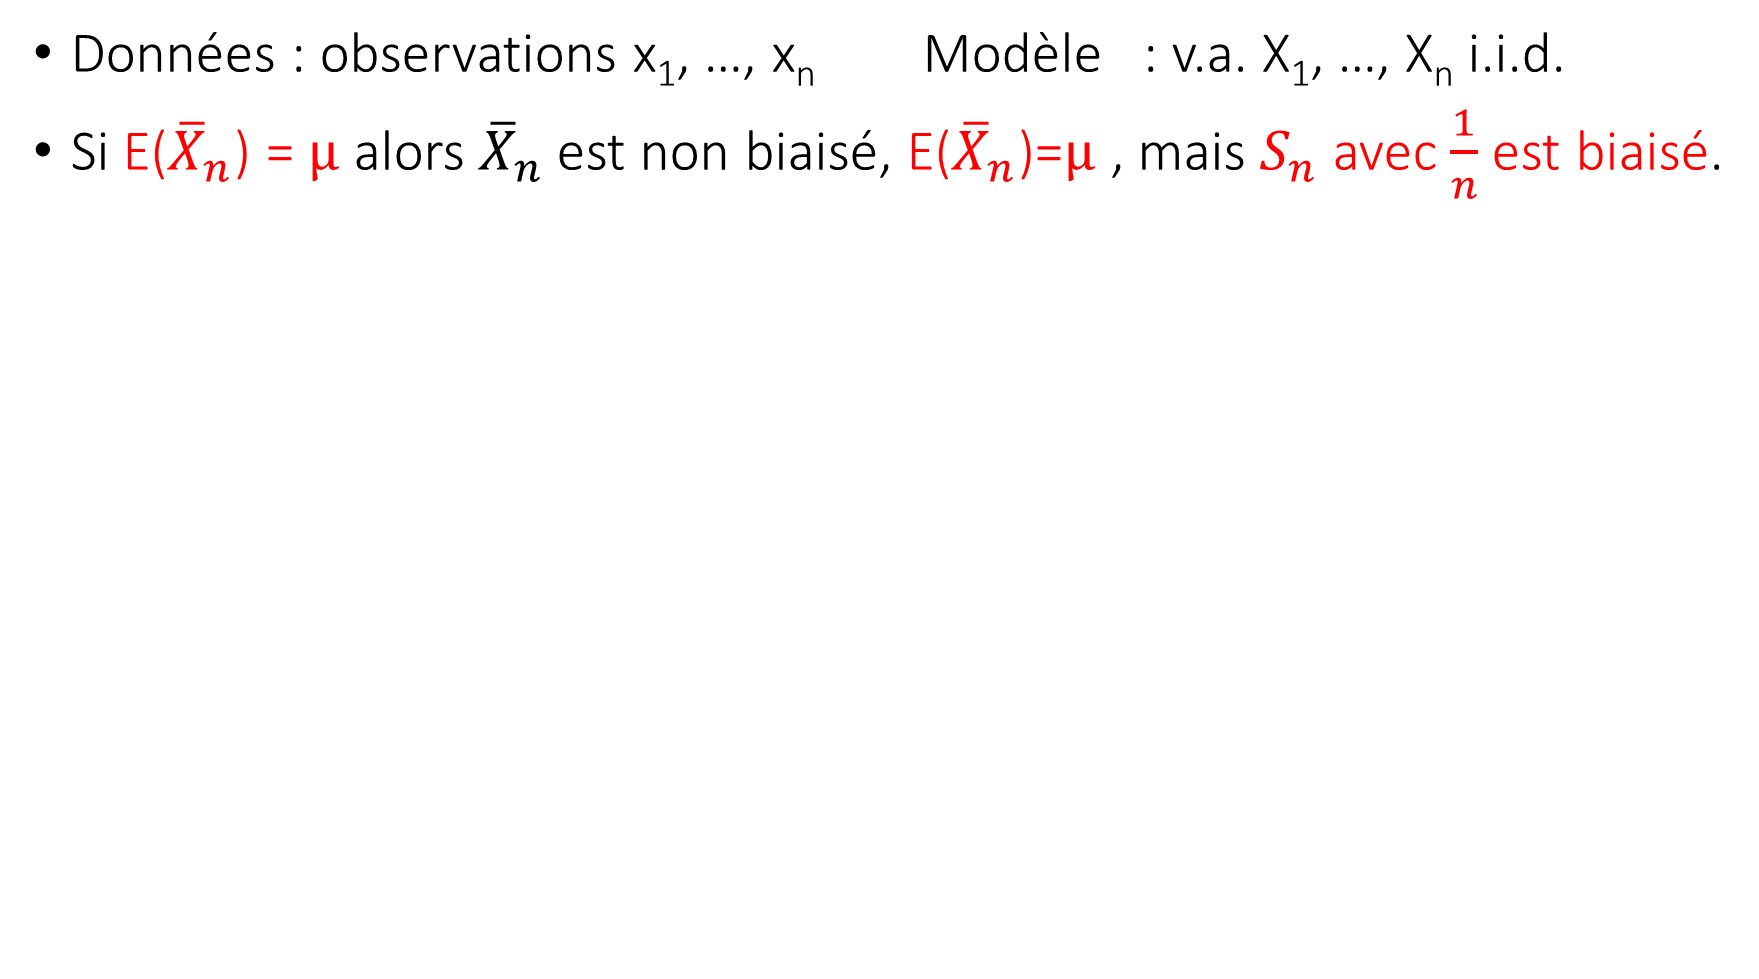 • Données : observations x₁, …, xₙ Modèle : v.a. X₁, …, Xₙ i.i.d.
• Si E(X̄ₙ) = μ alors X̄ₙ est non biaisé, E(X̄ₙ)=μ , mais Sₙ avec 1/n est biaisé.